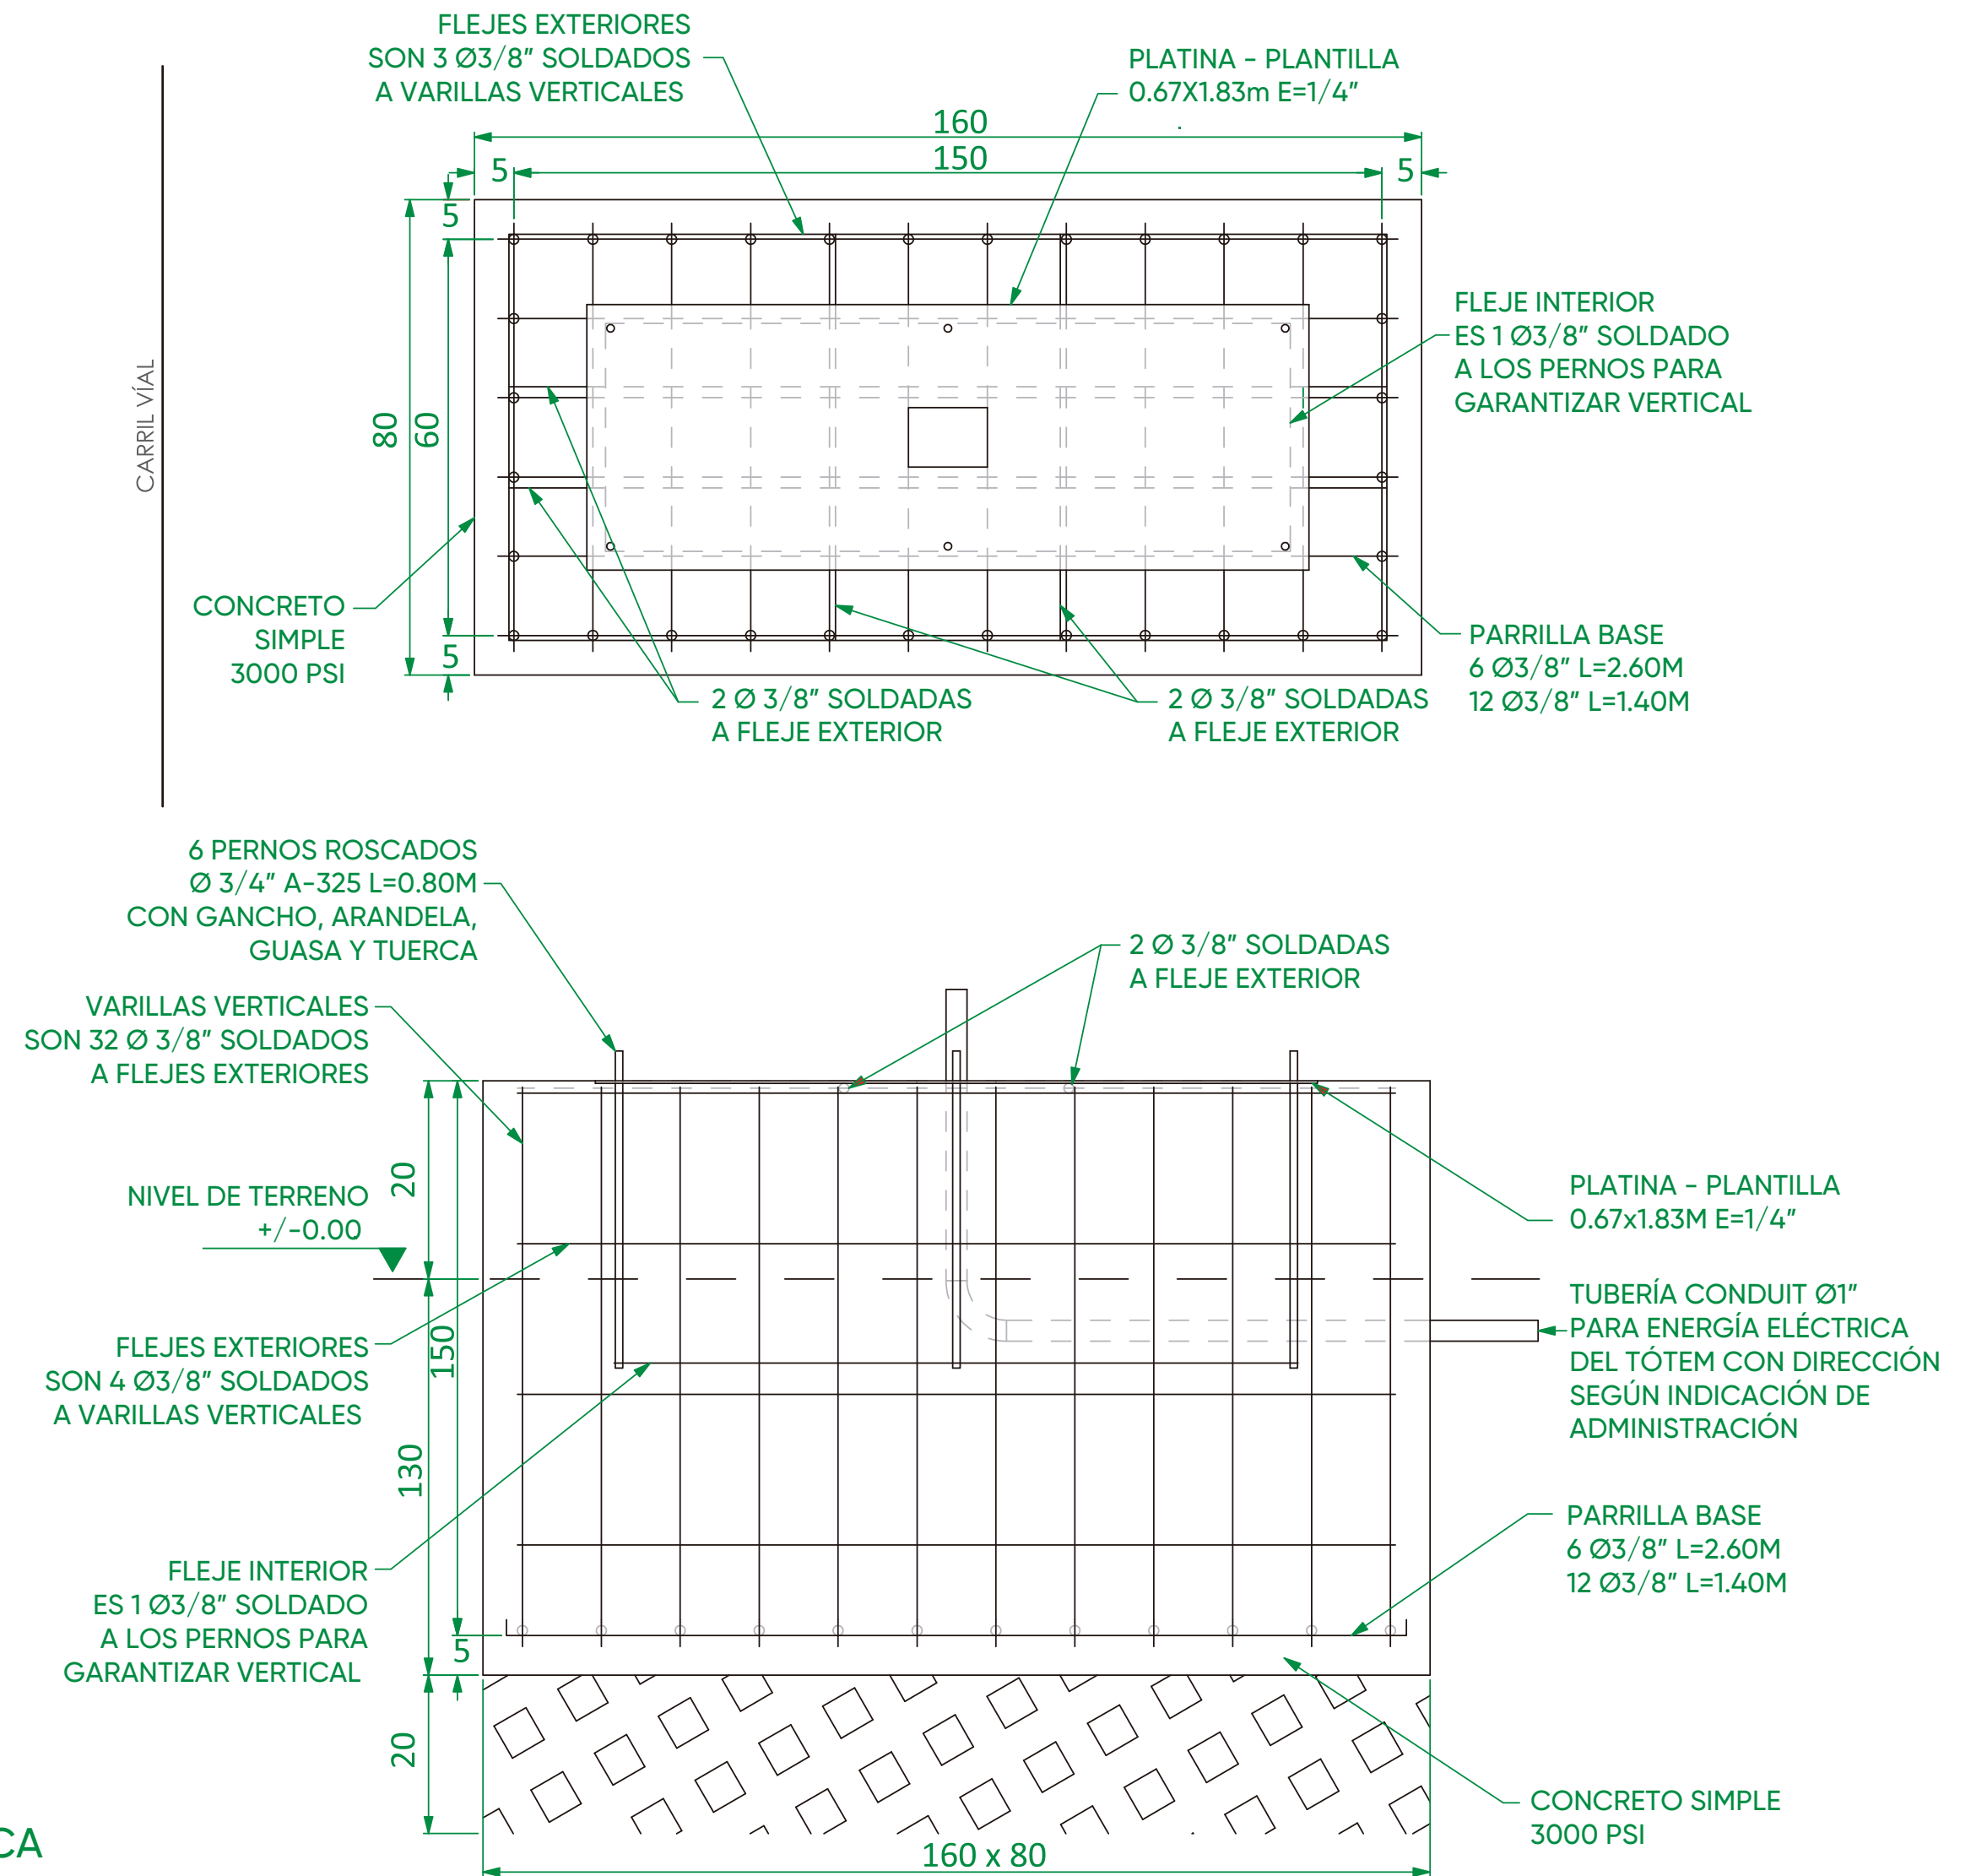 FLEJES EXTERIORES
SON 3 Ø3/8" SOLDADOS
A VARILLAS VERTICALES
PLATINA - PLANTILLA
0.67X1.83m E=1/4"
160
150
5
5
5
80
60
5
CARRIL VÍAL
FLEJE INTERIOR
ES 1 Ø3/8" SOLDADO
A LOS PERNOS PARA
GARANTIZAR VERTICAL
CONCRETO
SIMPLE
3000 PSI
PARRILLA BASE
6 Ø3/8" L=2.60M
12 Ø3/8" L=1.40M
2 Ø 3/8" SOLDADAS
A FLEJE EXTERIOR
2 Ø 3/8" SOLDADAS
A FLEJE EXTERIOR
6 PERNOS ROSCADOS
Ø 3/4" A-325 L=0.80M
CON GANCHO, ARANDELA,
GUASA Y TUERCA
2 Ø 3/8" SOLDADAS
A FLEJE EXTERIOR
VARILLAS VERTICALES
SON 32 Ø 3/8" SOLDADOS
A FLEJES EXTERIORES
20
NIVEL DE TERRENO
+/-0.00
PLATINA - PLANTILLA
0.67x1.83M E=1/4"
TUBERÍA CONDUIT Ø1"
PARA ENERGÍA ELÉCTRICA
DEL TÓTEM CON DIRECCIÓN
SEGÚN INDICACIÓN DE
ADMINISTRACIÓN
FLEJES EXTERIORES
SON 4 Ø3/8" SOLDADOS
A VARILLAS VERTICALES
150
130
FLEJE INTERIOR
ES 1 Ø3/8" SOLDADO
A LOS PERNOS PARA
GARANTIZAR VERTICAL
PARRILLA BASE
6 Ø3/8" L=2.60M
12 Ø3/8" L=1.40M
5
20
CONCRETO SIMPLE
3000 PSI
CA
160 x 80